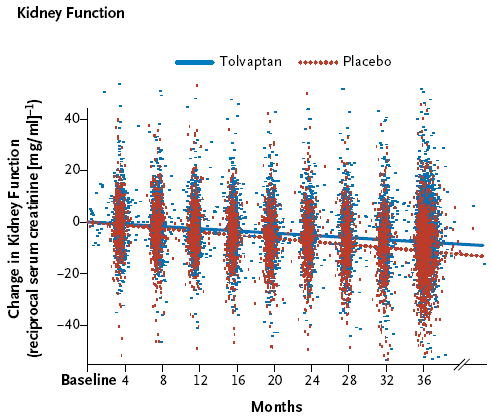 Kidney Function
Tolvaptan
Placebo
Change in Kidney Function
(reciprocal serum creatinine [mg/ml]⁻¹)
40
20
0
−20
−40
Baseline 4 8 12 16 20 24 28 32 36
Months